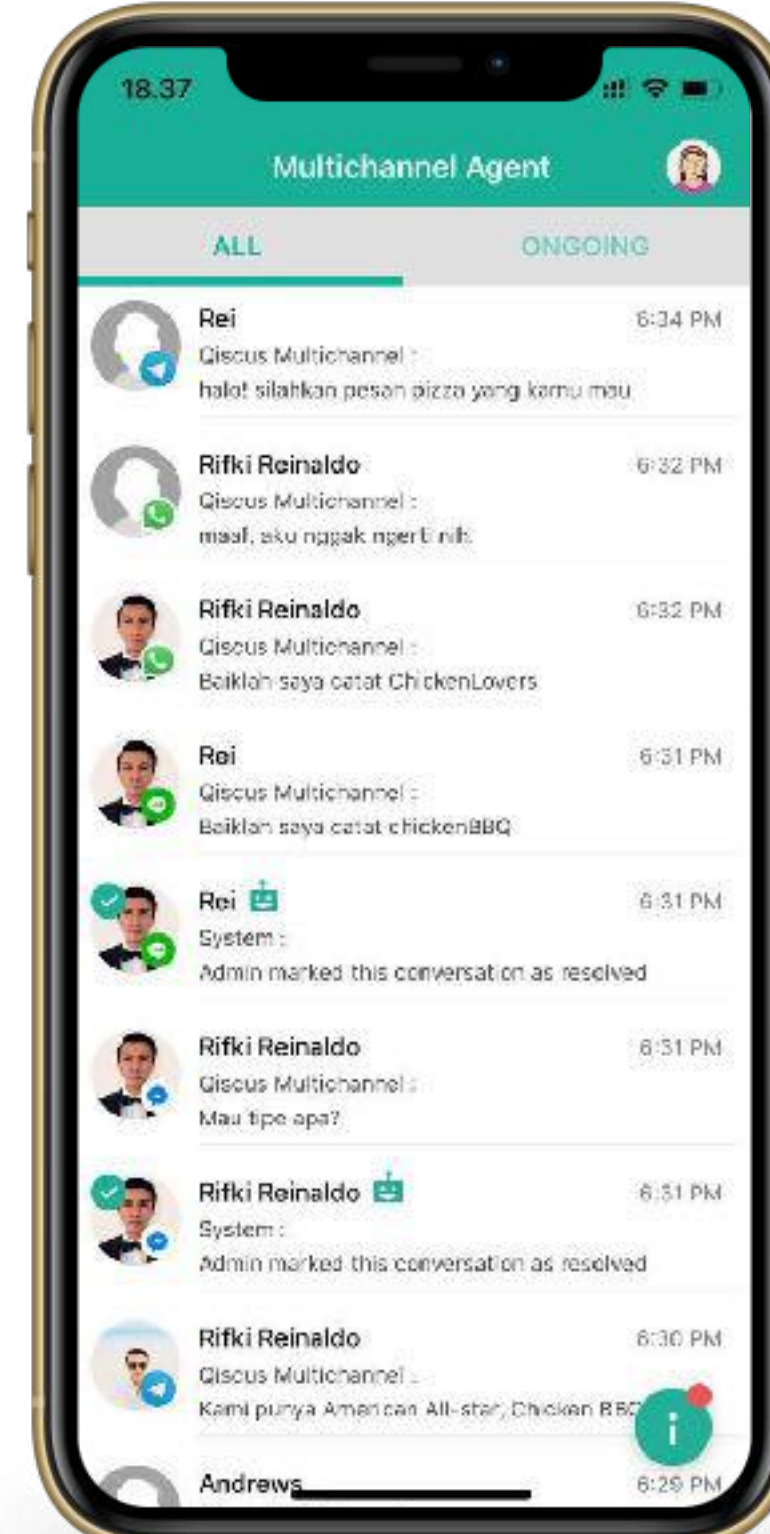 18.37
Multichannel Agent
ALL
ONGOING
Rei
6:34 PM
Qiscus Multichannel :
halo! silahkan pesan pizza yang kamu mau
Rifki Reinaldo
6:32 PM
Qiscus Multichannel :
maaf, aku nggak ngerti nih.
Rifki Reinaldo
6:32 PM
Qiscus Multichannel :
Baiklah saya catat ChickenLovers
Rei
6:31 PM
Qiscus Multichannel :
Baiklah saya catat chickenBBQ
Rei
6:31 PM
System :
Admin marked this conversation as resolved
Rifki Reinaldo
6:31 PM
Qiscus Multichannel :
Mau tipe apa?
Rifki Reinaldo
6:31 PM
System :
Admin marked this conversation as resolved
Rifki Reinaldo
6:30 PM
Qiscus Multichannel :
Kami punya American All-star, Chicken BBQ
i
Andrews
6:29 PM